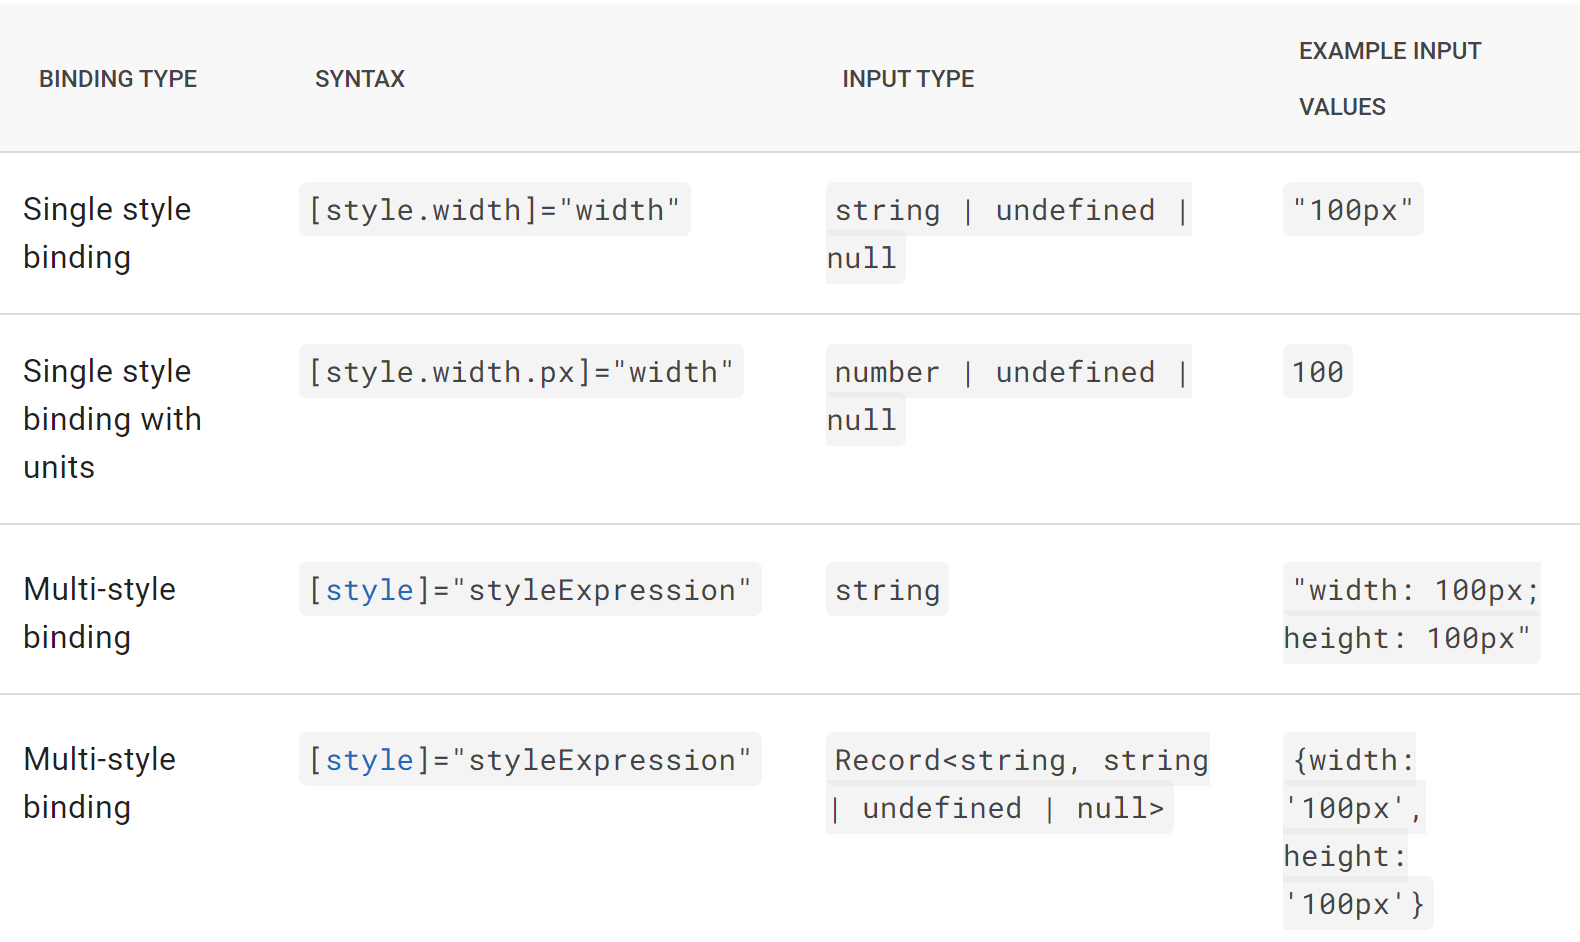 BINDING TYPE
SYNTAX
INPUT TYPE
EXAMPLE INPUT
VALUES
Single style
binding
[style.width]="width"
string | undefined |
null
"100px"
Single style
binding with
units
[style.width.px]="width"
number | undefined |
null
100
Multi-style
binding
[style]="styleExpression"
string
"width: 100px;
height: 100px"
Multi-style
binding
[style]="styleExpression"
Record<string, string
| undefined | null>
{width:
'100px',
height:
'100px'}